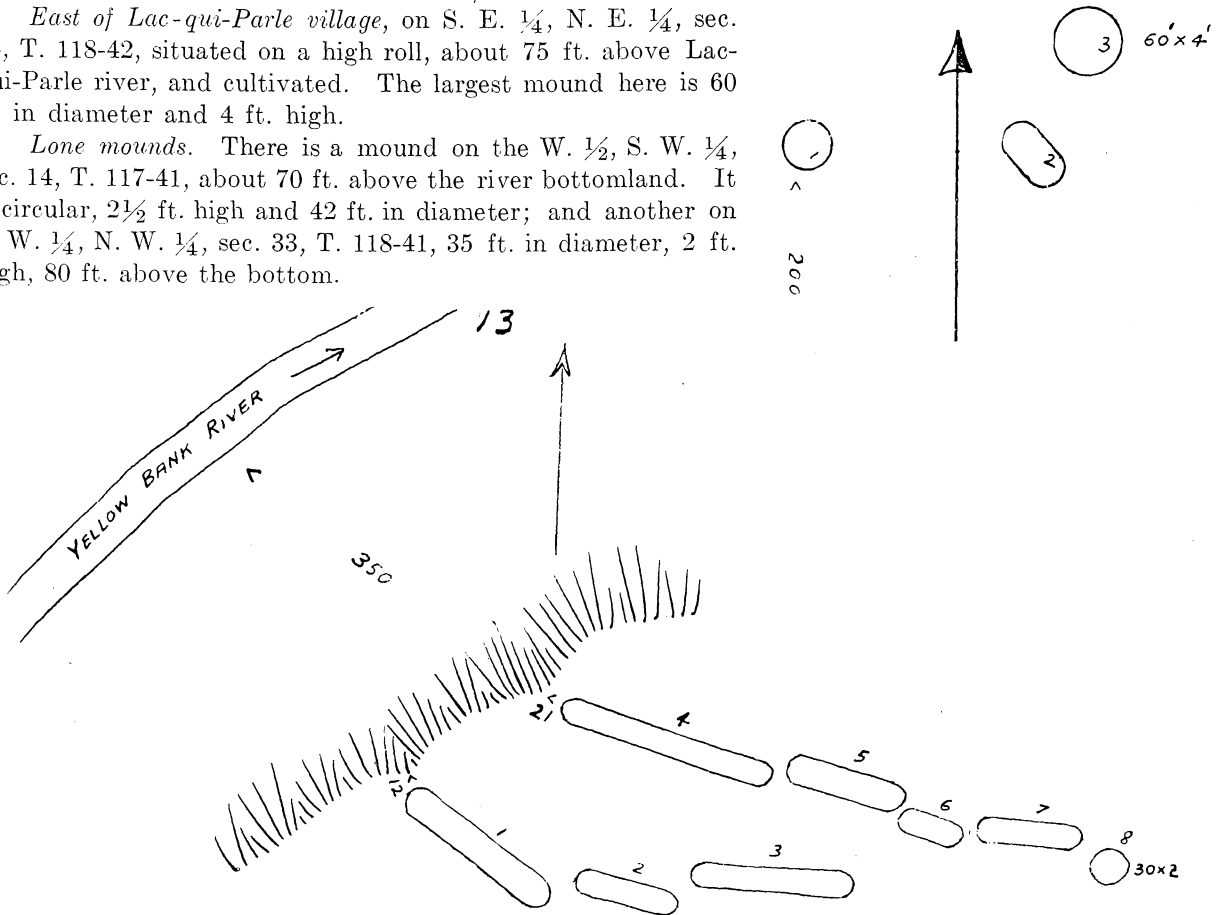 East of Lac-qui-Parle village, on S. E. ¼, N. E. ¼, sec.
, T. 118-42, situated on a high roll, about 75 ft. above Lac-
ui-Parle river, and cultivated. The largest mound here is 60
in diameter and 4 ft. high.
Lone mounds. There is a mound on the W. ½, S. W. ¼,
c. 14, T. 117-41, about 70 ft. above the river bottomland. It
circular, 2½ ft. high and 42 ft. in diameter; and another on
W. ¼, N. W. ¼, sec. 33, T. 118-41, 35 ft. in diameter, 2 ft.
gh, 80 ft. above the bottom.
3 60'×4'
1
2
200
13
YELLOW BANK RIVER
350
21
4
5
12
6
7
8
1
2
3
30×2